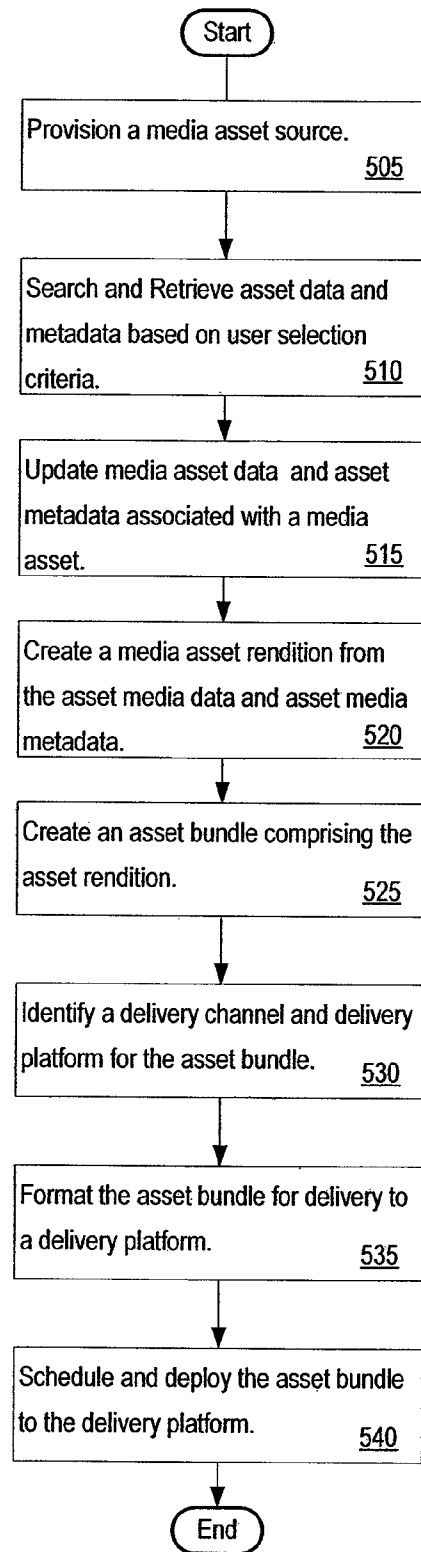 Start
Provision a media asset source.
505
Search and Retrieve asset data and
metadata based on user selection
criteria.
510
Update media asset data and asset
metadata associated with a media
asset.
515
Create a media asset rendition from
the asset media data and asset media
metadata.
520
Create an asset bundle comprising the
asset rendition.
525
Identify a delivery channel and delivery
platform for the asset bundle.
530
Format the asset bundle for delivery to
a delivery platform.
535
Schedule and deploy the asset bundle
to the delivery platform.
540
End